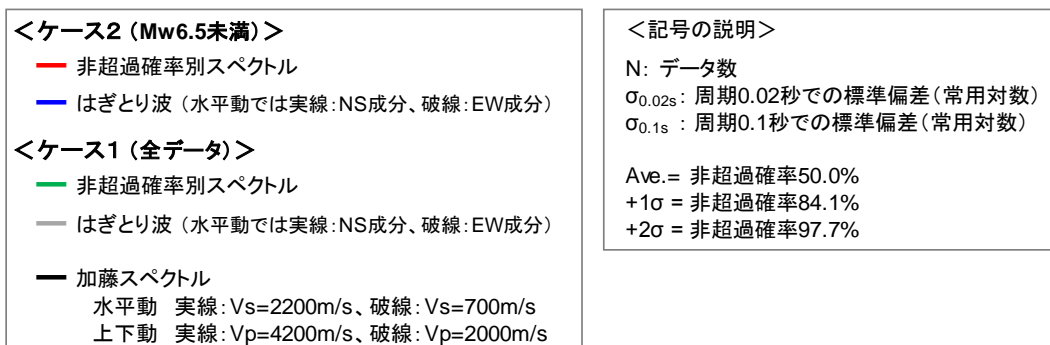 ＜ケース2（Mw6.5未満）＞
非超過確率別スペクトル
はぎとり波（水平動では実線：NS成分、破線：EW成分）
＜ケース1（全データ）＞
非超過確率別スペクトル
はぎとり波（水平動では実線：NS成分、破線：EW成分）
加藤スペクトル
水平動　実線：Vs=2200m/s、破線：Vs=700m/s
上下動　実線：Vp=4200m/s、破線：Vp=2000m/s
＜記号の説明＞
N： データ数
σ0.02s： 周期0.02秒での標準偏差（常用対数）
σ0.1s ： 周期0.1秒での標準偏差（常用対数）
Ave.= 非超過確率50.0%
+1σ = 非超過確率84.1%
+2σ = 非超過確率97.7%